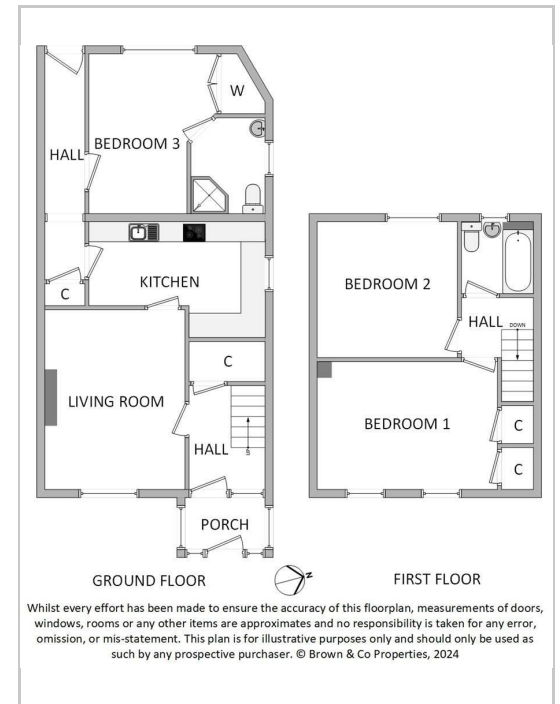 W
BEDROOM 3
HALL
KITCHEN
C
C
LIVING ROOM
HALL
UP
PORCH
BEDROOM 2
HALL
DOWN
BEDROOM 1
C
C
GROUND FLOOR
N
FIRST FLOOR
Whilst every effort has been made to ensure the accuracy of this floorplan, measurements of doors,
windows, rooms or any other items are approximates and no responsibility is taken for any error,
omission, or mis-statement. This plan is for illustrative purposes only and should only be used as
such by any prospective purchaser. © Brown & Co Properties, 2024